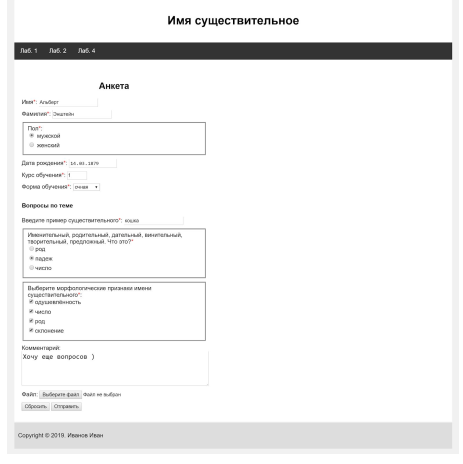 Имя существительное
Лаб. 1 Лаб. 2 Лаб. 4
Анкета
Имя*: Альберт
Фамилия*: Энштейн
Пол*:
мужской
женский
Дата рождения*: 14.03.1879
Курс обучения*: 1
Форма обучения*: очная
Вопросы по теме
Введите пример существительного*: кошка
Именительный, родительный, дательный, винительный,
творительный, предложный. Что это?*
род
падеж
число
Выберите морфологические признаки имени
существительного*:
одушевлённость
число
род
склонение
Комментарий:
Хочу еще вопросов )
Файл: Выберите файл Файл не выбран
Сбросить Отправить
Copyright © 2019. Иванов Иван